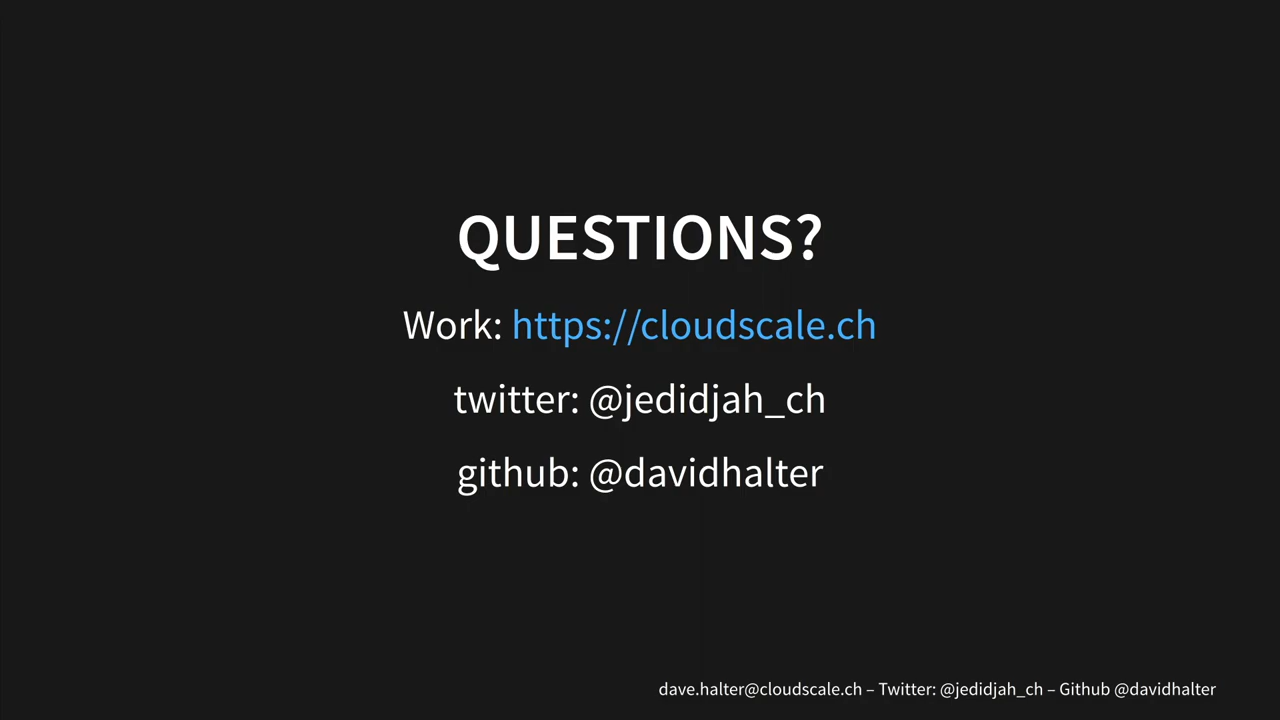 QUESTIONS?
Work: https://cloudscale.ch
twitter: @jedidjah_ch
github: @davidhalter
dave.halter@cloudscale.ch – Twitter: @jedidjah_ch – Github @davidhalter